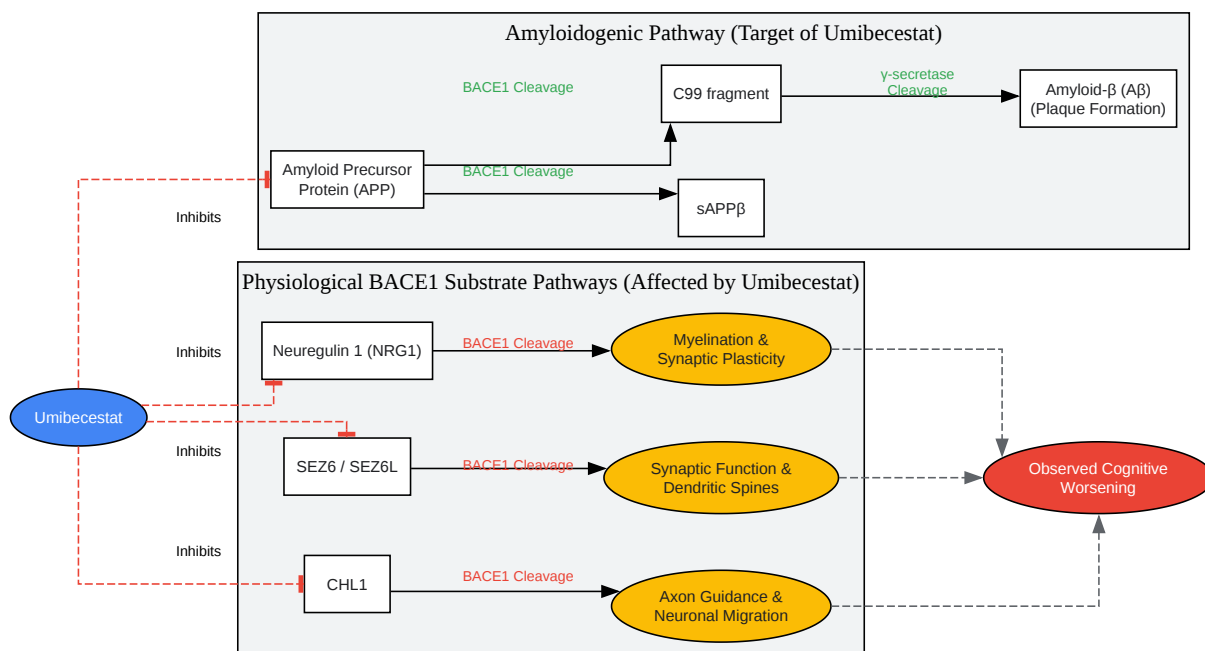 Amyloidogenic Pathway (Target of Umibecestat)
γ-secretase
Cleavage
BACE1 Cleavage
C99 fragment
Amyloid-β (Aβ)
(Plaque Formation)
Amyloid Precursor
Protein (APP)
BACE1 Cleavage
sAPPβ
Inhibits
Physiological BACE1 Substrate Pathways (Affected by Umibecestat)
Inhibits
Neuregulin 1 (NRG1)
BACE1 Cleavage
Myelination &
Synaptic Plasticity
Umibecestat
Inhibits
SEZ6 / SEZ6L
BACE1 Cleavage
Synaptic Function &
Dendritic Spines
Observed Cognitive
Worsening
Inhibits
CHL1
BACE1 Cleavage
Axon Guidance &
Neuronal Migration